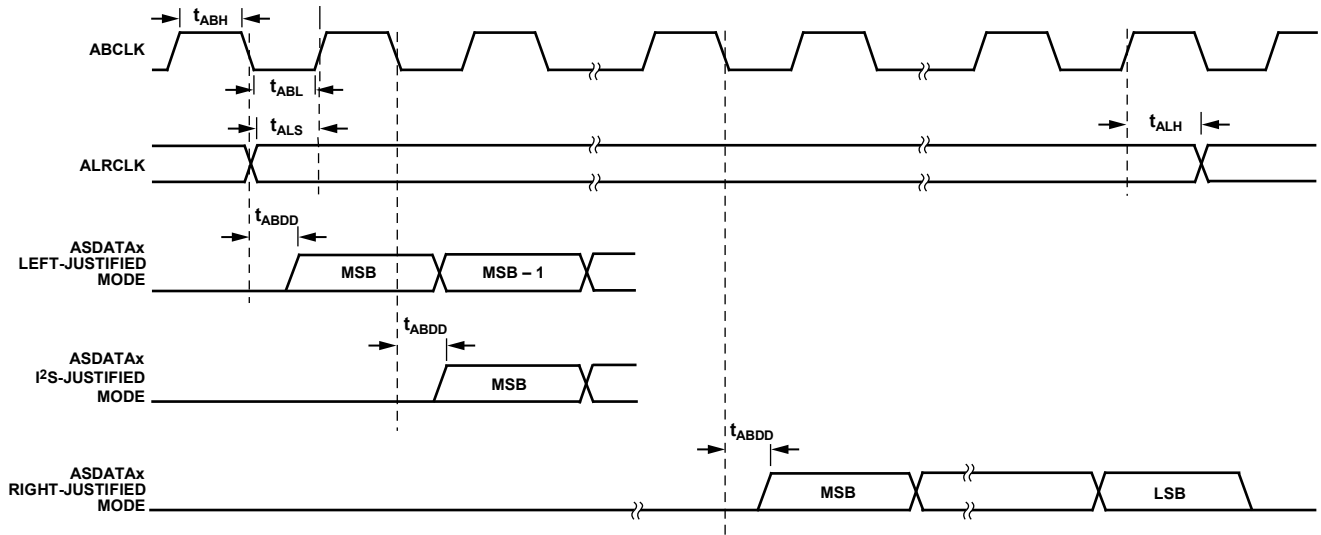 tABH
ABCLK
tABL
tALS
tALH
ALRCLK
tABDD
ASDATAx
LEFT-JUSTIFIED
MODE
MSB
MSB – 1
tABDD
ASDATAx
I²S-JUSTIFIED
MODE
MSB
tABDD
ASDATAx
RIGHT-JUSTIFIED
MODE
MSB
LSB